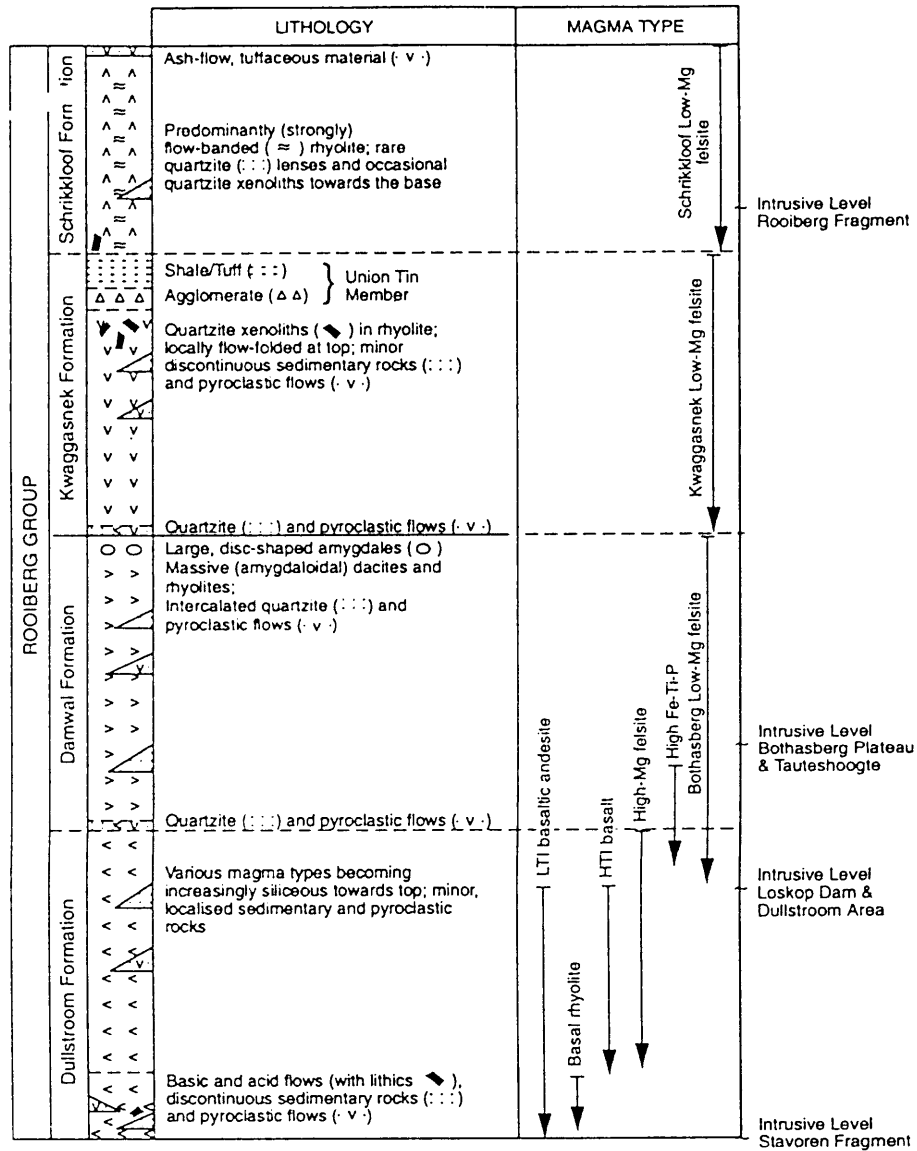 LITHOLOGY
MAGMA TYPE
ROOIBERG GROUP
Schrikkloof Forn tion
Ash-flow, tuffaceous material (· v ·)
Predominantly (strongly)
flow-banded ( ≈ ) rhyolite; rare
quartzite (: : :) lenses and occasional
quartzite xenoliths towards the base
Schrikkloof Low-Mg
felsite
Intrusive Level
Rooiberg Fragment
Kwaggasnek Formation
Shale/Tuff (: : :)
Agglomerate (Δ Δ)
Union Tin
Member
Quartzite xenoliths ( ) in rhyolite;
locally flow-folded at top; minor
discontinuous sedimentary rocks (: : :)
and pyroclastic flows (· v ·)
Quartzite (: : :) and pyroclastic flows (· v ·)
Kwaggasnek Low-Mg felsite
Damwal Formation
Large, disc-shaped amygdales ( O )
Massive (amygdaloidal) dacites and
rhyolites;
Intercalated quartzite (: : :) and
pyroclastic flows (· v ·)
Quartzite (: : :) and pyroclastic flows (· v ·)
LTI basaltic andesite
Basal rhyolite
HTI basalt
High-Mg felsite
High Fe-Ti-P
Bothasberg Low-Mg felsite
Intrusive Level
Bothasberg Plateau
& Tauteshoogte
Dullstroom Formation
Various magma types becoming
increasingly siliceous towards top; minor,
localised sedimentary and pyroclastic
rocks
Intrusive Level
Loskop Dam &
Dullstroom Area
Basic and acid flows (with lithics ),
discontinuous sedimentary rocks (: : :)
and pyroclastic flows (· v ·)
Intrusive Level
Stavoren Fragment